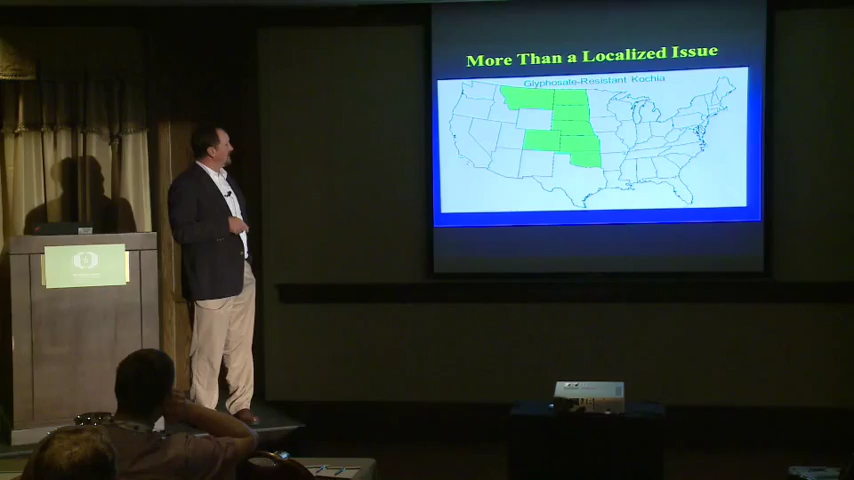 More Than a Localized Issue
Glyphosate-Resistant Kochia